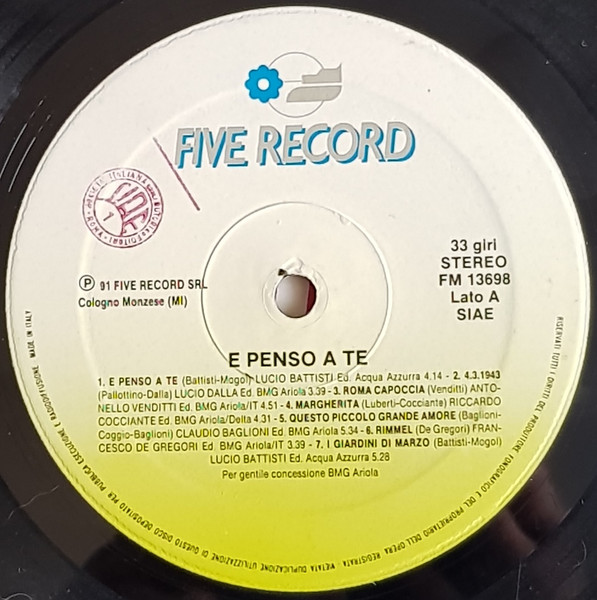 FIVE RECORD
33 giri
STEREO
FM 13698
Lato A
SIAE
Ⓟ 91 FIVE RECORD SRL
Cologno Monzese (MI)
E PENSO A TE
1. E PENSO A TE (Battisti-Mogol) LUCIO BATTISTI Ed. Acqua Azzurra 4.14 - 2. 4.3.1943
(Pallottino-Dalla) LUCIO DALLA Ed. BMG Ariola 3.39 - 3. ROMA CAPOCCIA (Venditti) ANTO-
NELLO VENDITTI Ed. BMG Ariola/IT 4.51 - 4. MARGHERITA (Luberti-Cocciante) RICCARDO
COCCIANTE Ed. BMG Ariola/Delta 4.31 - 5. QUESTO PICCOLO GRANDE AMORE (Baglioni-
Coggio-Baglioni) CLAUDIO BAGLIONI Ed. BMG Ariola 5.34 - 6. RIMMEL (De Gregori) FRAN-
CESCO DE GREGORI Ed. BMG Ariola/IT 3.39 - 7. I GIARDINI DI MARZO (Battisti-Mogol)
LUCIO BATTISTI Ed. Acqua Azzurra 5.28
Per gentile concessione BMG Ariola
RISERVATI TUTTI I DIRITTI DEL PRODUTTORE FONOGRAFICO E DEL PROPRIETARIO DELL'OPERA REGISTRATA. VIETATA DUPLICAZIONE UTILIZZAZIONE DI QUESTO DISCO DEPOSITATO PER PUBBLICA ESECUZIONE E RADIODIFFUSIONE. MADE IN ITALY